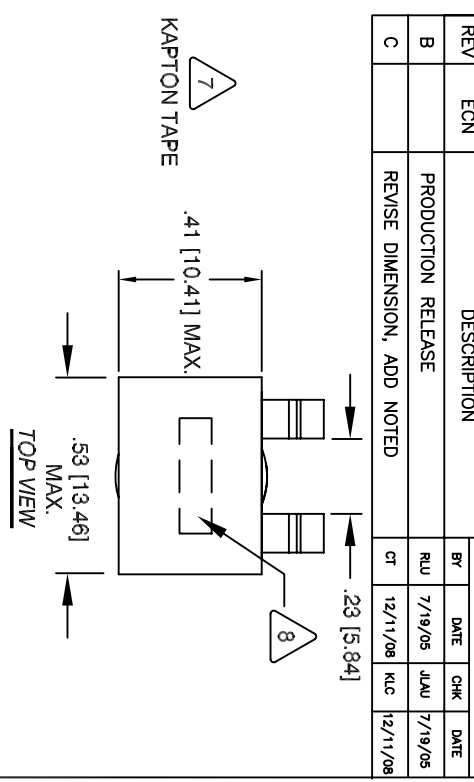 REV ECN DESCRIPTION BY DATE CHK DATE
B PRODUCTION RELEASE RLU 7/19/05 JLAU 7/19/05
C REVISE DIMENSION, ADD NOTED CT 12/11/08 KLC 12/11/08
.23 [5.84]
7
KAPTON TAPE
.41 [10.41] MAX.
8
.53 [13.46]
MAX.
TOP VIEW